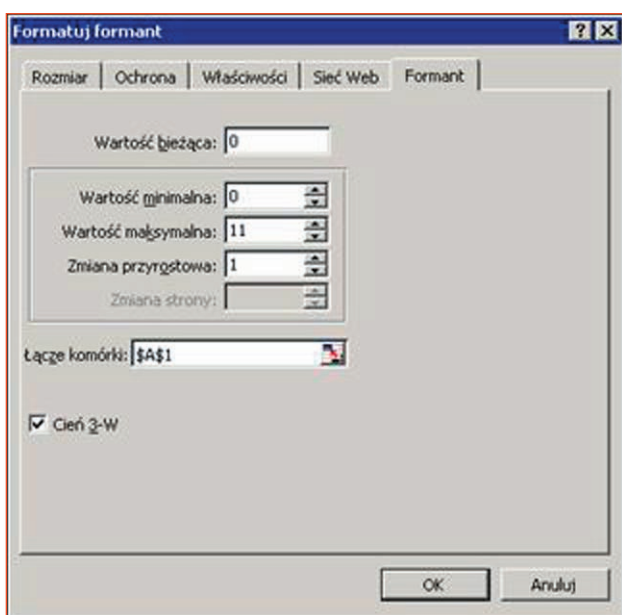 Formatuj formant
Rozmiar Ochrona Właściwości Sieć Web Formant
Wartość bieżąca: 0
Wartość minimalna: 0
Wartość maksymalna: 11
Zmiana przyrostowa: 1
Zmiana strony:
Łącze komórki: $A$1
Cień 3-W
OK Anuluj